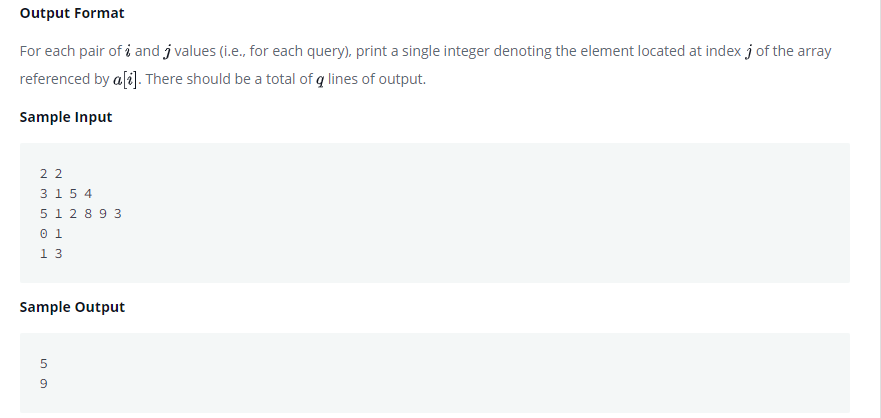 Output Format
For each pair of i and j values (i.e., for each query), print a single integer denoting the element located at index j of the array
referenced by a[i]. There should be a total of q lines of output.
Sample Input
2 2
3 1 5 4
5 1 2 8 9 3
0 1
1 3
Sample Output
5
9